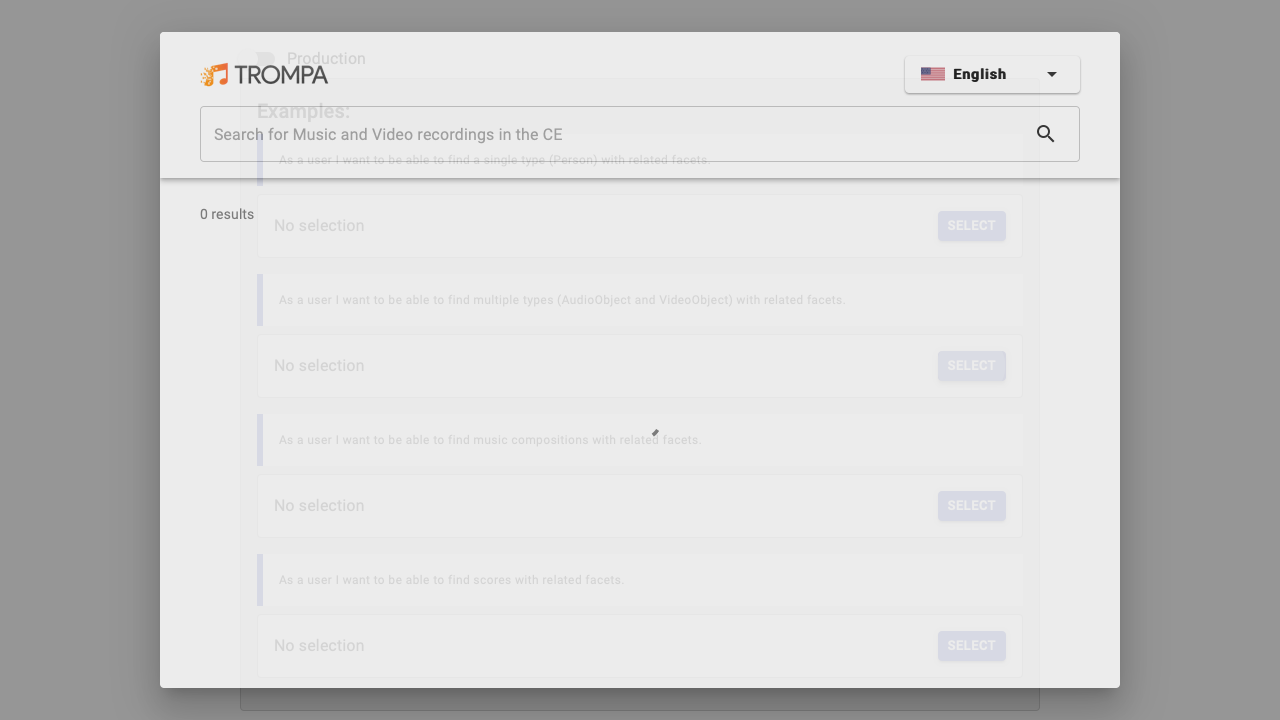 Production
TROMPA
English
Examples:
Search for Music and Video recordings in the CE
As a user I want to be able to find a single type (Person) with related facets.
0 results
No selection
SELECT
As a user I want to be able to find multiple types (AudioObject and VideoObject) with related facets.
No selection
SELECT
As a user I want to be able to find music compositions with related facets.
No selection
SELECT
As a user I want to be able to find scores with related facets.
No selection
SELECT